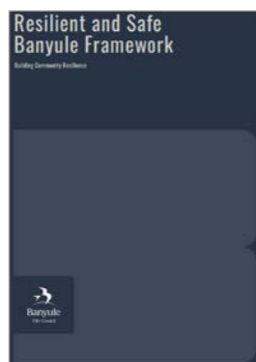 Resilient and Safe
Banyule Framework
Building Community Resilience
Banyule
City Council